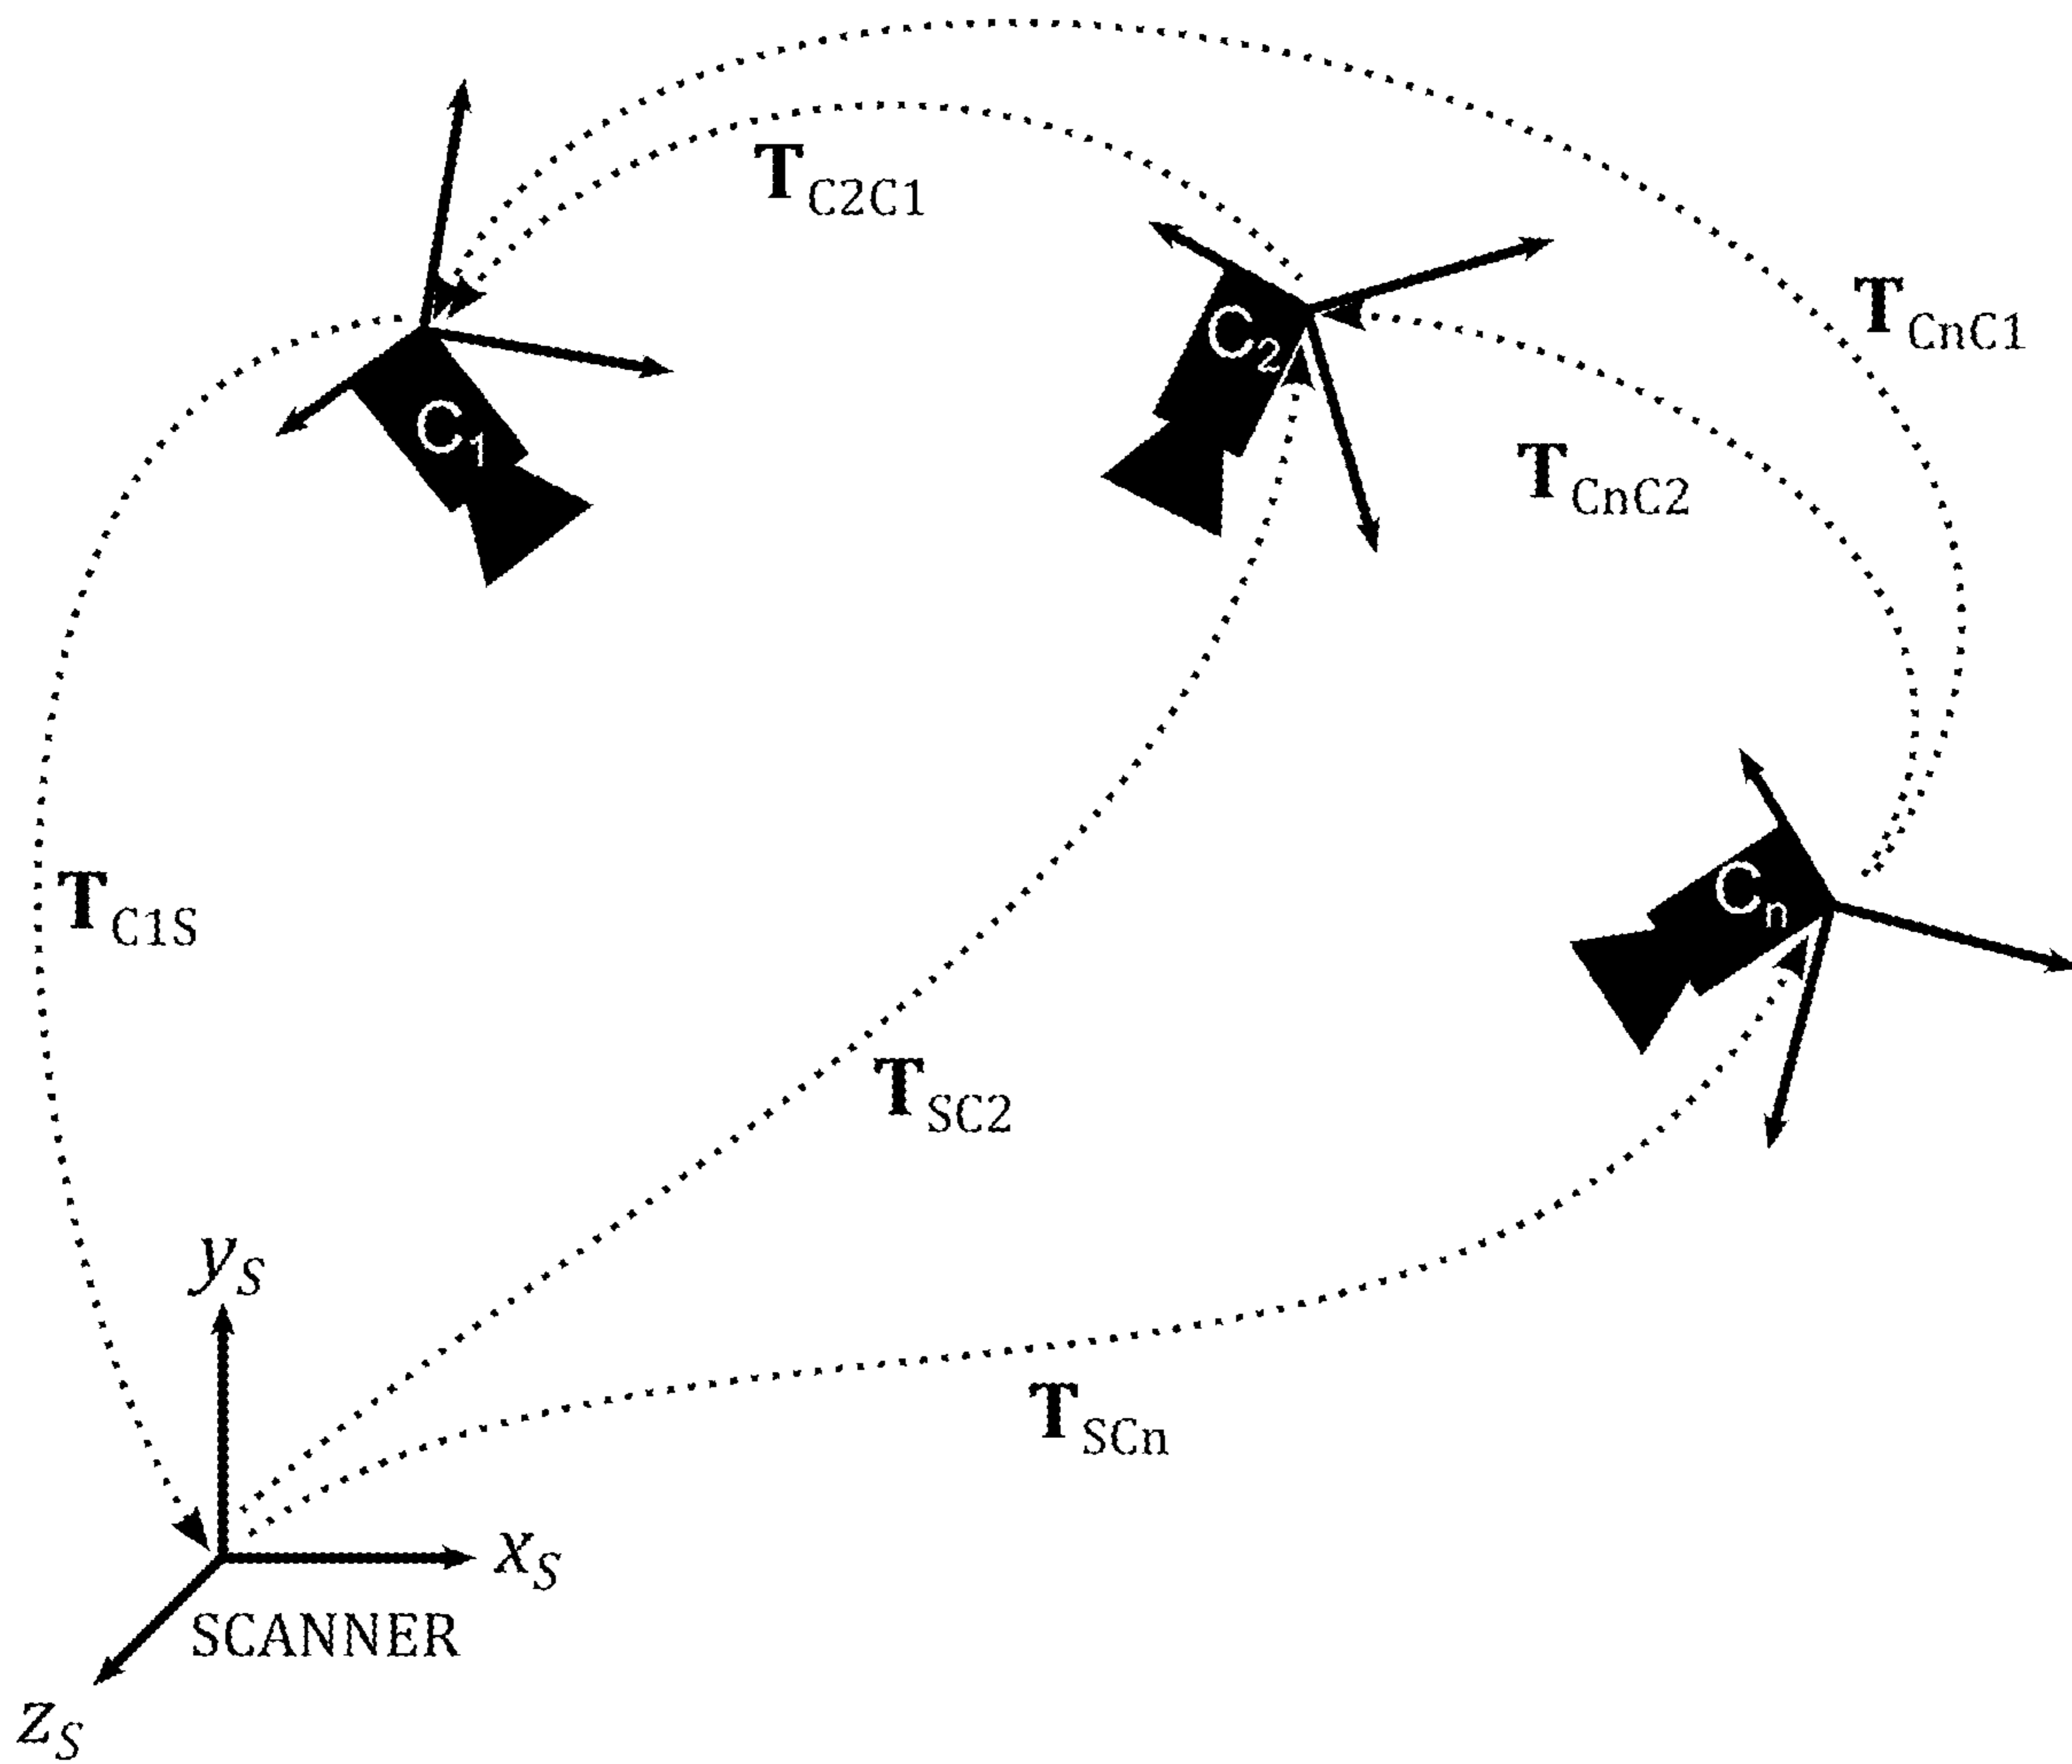 T_C2C1
T_CnC1
C_2
C_1
T_CnC2
C_n
T_C1S
T_SC2
y_S
T_SCn
x_S
SCANNER
z_S